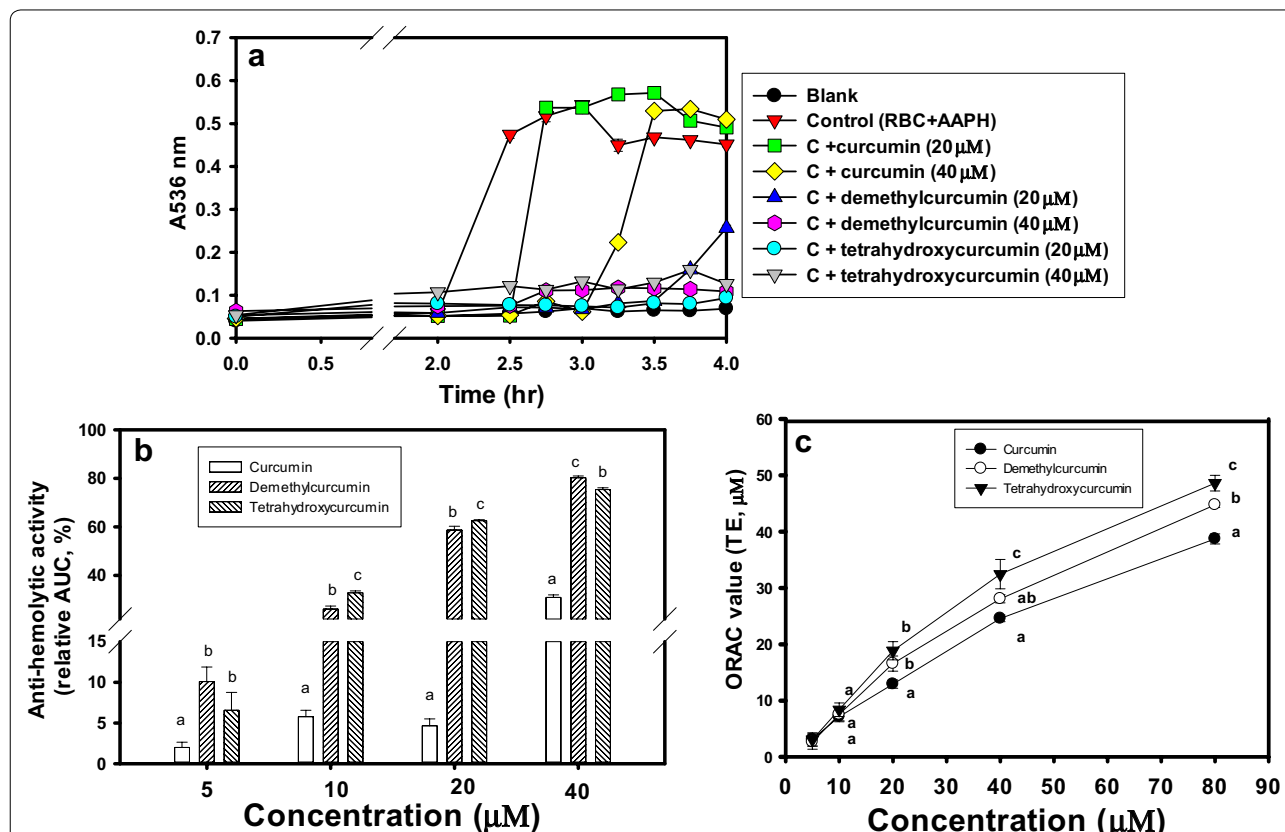 a
0.7
0.6
0.5
0.4
0.3
0.2
0.1
0.0
A536 nm
0.0 0.5 2.0 2.5 3.0 3.5 4.0
Time (hr)
Blank
Control (RBC+AAPH)
C +curcumin (20μM)
C + curcumin (40μM)
C + demethylcurcumin (20μM)
C + demethylcurcumin (40μM)
C + tetrahydroxycurcumin (20μM)
C + tetrahydroxycurcumin (40μM)
b
100
80
60
40
15
10
5
0
Anti-hemolytic activity
(relative AUC, %)
Curcumin
Demethylcurcumin
Tetrahydroxycurcumin
a b b
a b c
a b c
a c b
5 10 20 40
Concentration (μM)
c
60
50
40
30
20
10
0
ORAC value (TE, μM)
Curcumin
Demethylcurcumin
Tetrahydroxycurcumin
a
a
a
b
b
a
c
ab
a
c
b
a
0 10 20 30 40 50 60 70 80 90
Concentration (μM)